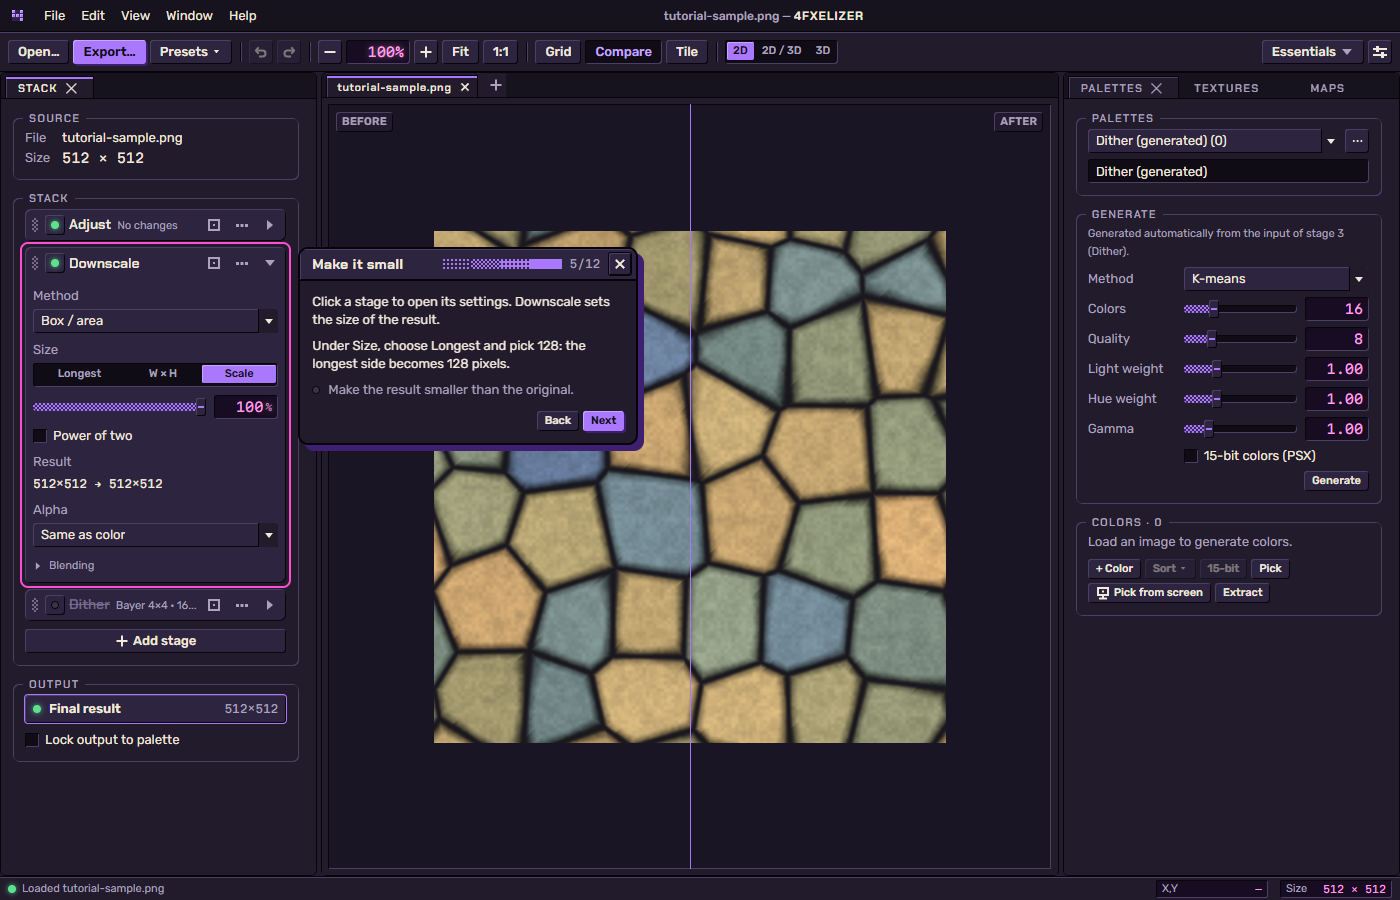 File Edit View Window Help
tutorial-sample.png — 4FXELIZER
Open... Export... Presets 100% Fit 1:1 Grid Compare Tile 2D 2D / 3D 3D Essentials
STACK
tutorial-sample.png
PALETTES TEXTURES MAPS
SOURCE
File tutorial-sample.png
Size 512 × 512
STACK
Adjust No changes
Downscale
Method
Box / area
Size
Longest W × H Scale
100%
Power of two
Result
512×512 → 512×512
Alpha
Same as color
Blending
Dither Bayer 4×4 • 16...
+ Add stage
OUTPUT
Final result 512×512
Lock output to palette
BEFORE AFTER
Make it small 5/12
Click a stage to open its settings. Downscale sets
the size of the result.
Under Size, choose Longest and pick 128: the
longest side becomes 128 pixels.
Make the result smaller than the original.
Back Next
PALETTES
Dither (generated) (0)
Dither (generated)
GENERATE
Generated automatically from the input of stage 3
(Dither).
Method K-means
Colors 16
Quality 8
Light weight 1.00
Hue weight 1.00
Gamma 1.00
15-bit colors (PSX)
Generate
COLORS · 0
Load an image to generate colors.
+ Color Sort 15-bit Pick
Pick from screen Extract
Loaded tutorial-sample.png
X,Y — Size 512 × 512